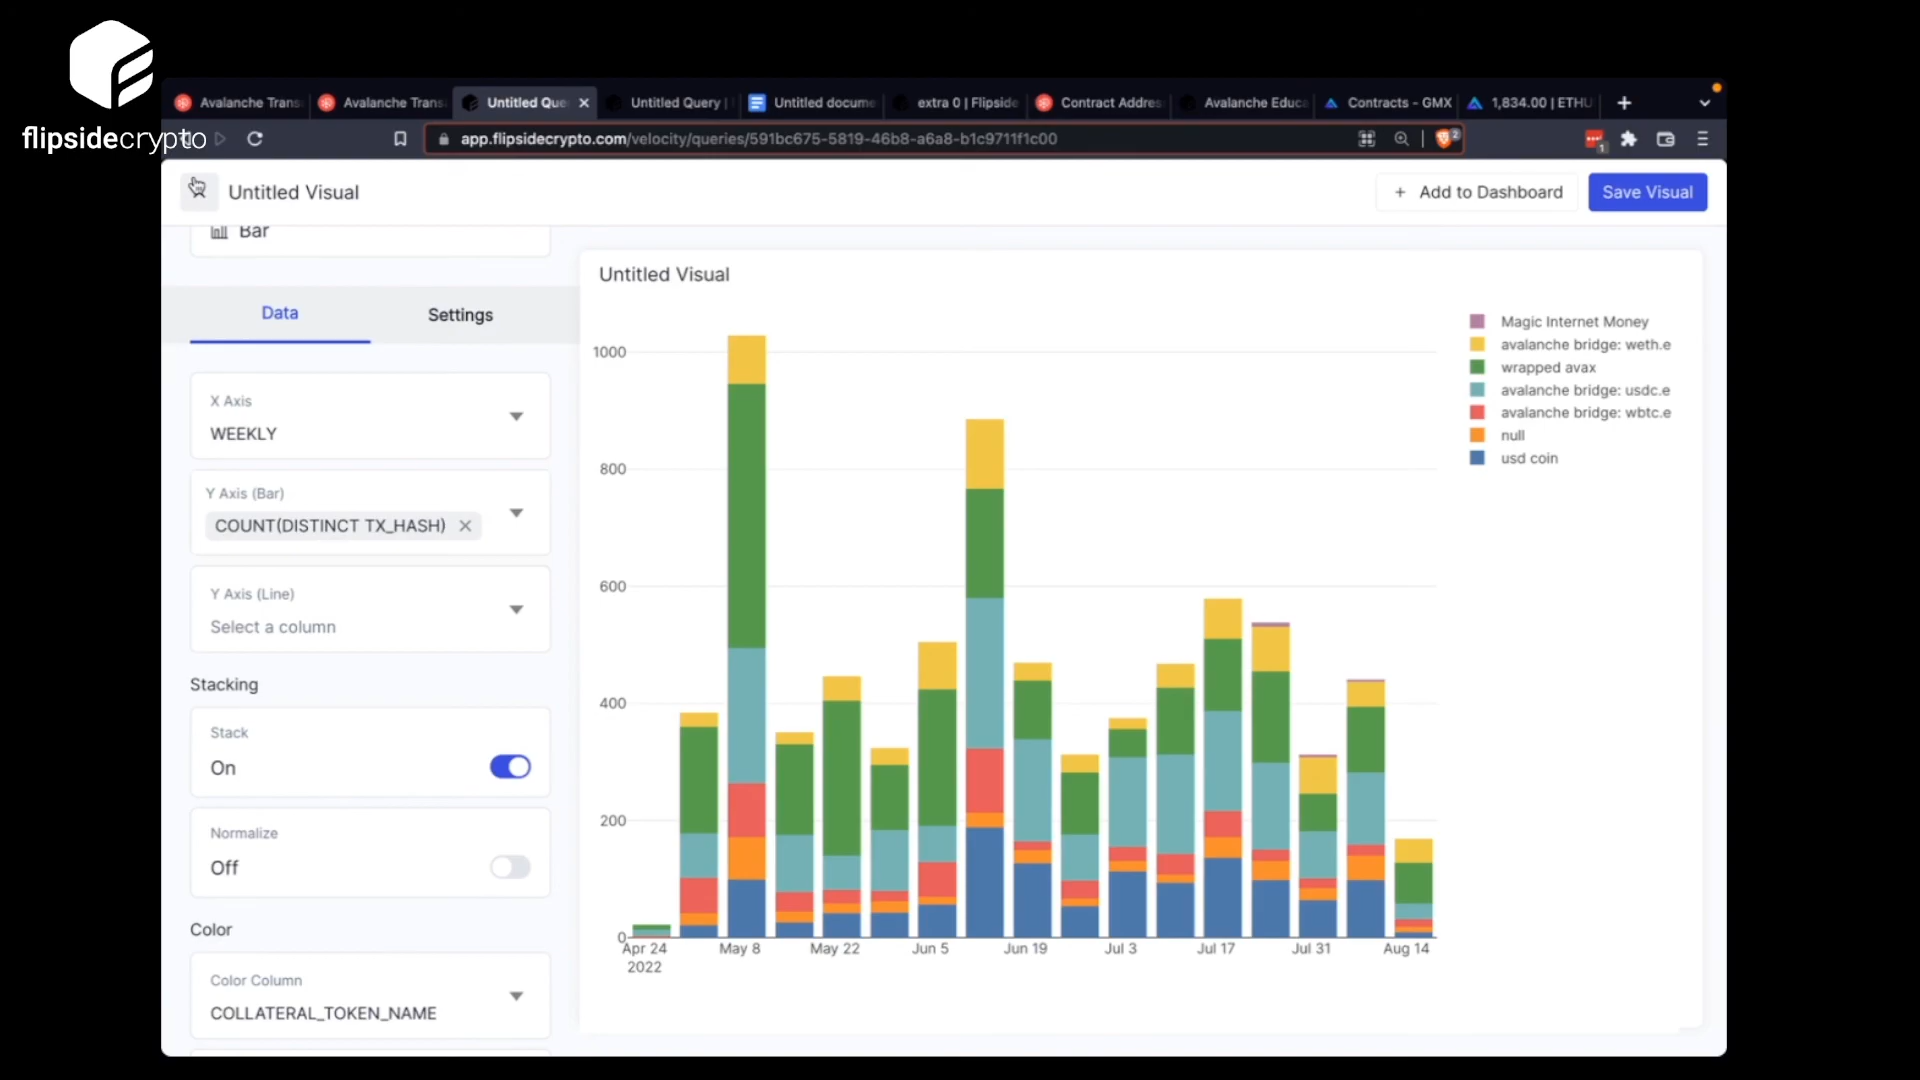 flipsidecrypto
Avalanche Trans
Avalanche Trans
Untitled Que
Untitled Query |
Untitled docume
extra 0 | Flipside
Contract Addres
Avalanche Educa
Contracts - GMX
1,834.00 | ETHU
app.flipsidecrypto.com/velocity/queries/591bc675-5819-46b8-a6a8-b1c9711f1c00
2
1
Untitled Visual
+ Add to Dashboard
Save Visual
Bar
Data
Settings
X Axis
WEEKLY
Y Axis (Bar)
COUNT(DISTINCT TX_HASH)
Y Axis (Line)
Select a column
Stacking
Stack
On
Normalize
Off
Color
Color Column
COLLATERAL_TOKEN_NAME
Untitled Visual
1000
800
600
400
200
0
Apr 24
2022
May 8
May 22
Jun 5
Jun 19
Jul 3
Jul 17
Jul 31
Aug 14
Magic Internet Money
avalanche bridge: weth.e
wrapped avax
avalanche bridge: usdc.e
avalanche bridge: wbtc.e
null
usd coin